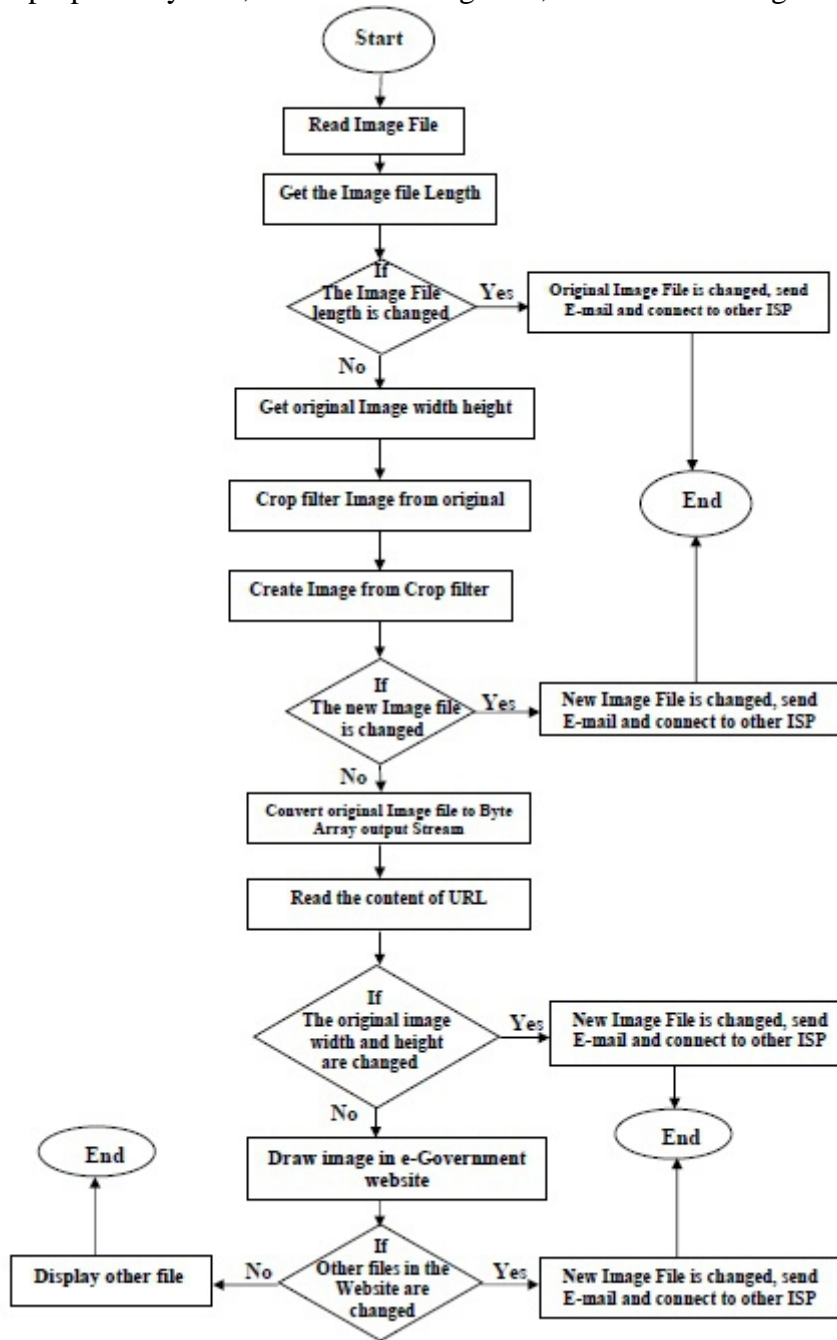 Start
Read Image File
Get the Image file Length
If
The Image File
length is changed
Yes
Original Image File is changed, send
E-mail and connect to other ISP
No
Get original Image width height
End
Crop filter Image from original
Create Image from Crop filter
If
The new Image file
is changed
Yes
New Image File is changed, send
E-mail and connect to other ISP
No
Convert original Image file to Byte
Array output Stream
Read the content of URL
If
The original image
width and height
are changed
Yes
New Image File is changed, send
E-mail and connect to other ISP
No
End
End
Draw image in e-Government
website
If
Other files in the
Website are
changed
No
Display other file
Yes
New Image File is changed, send
E-mail and connect to other ISP